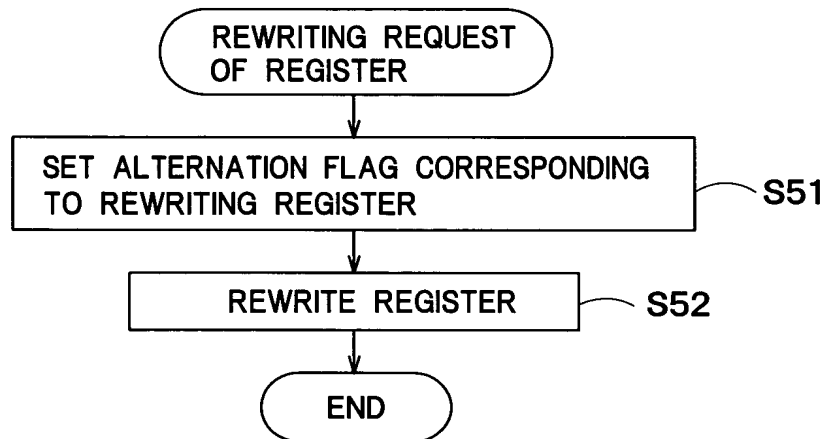 REWRITING REQUEST
OF REGISTER
SET ALTERNATION FLAG CORRESPONDING
TO REWRITING REGISTER
S51
REWRITE REGISTER
S52
END